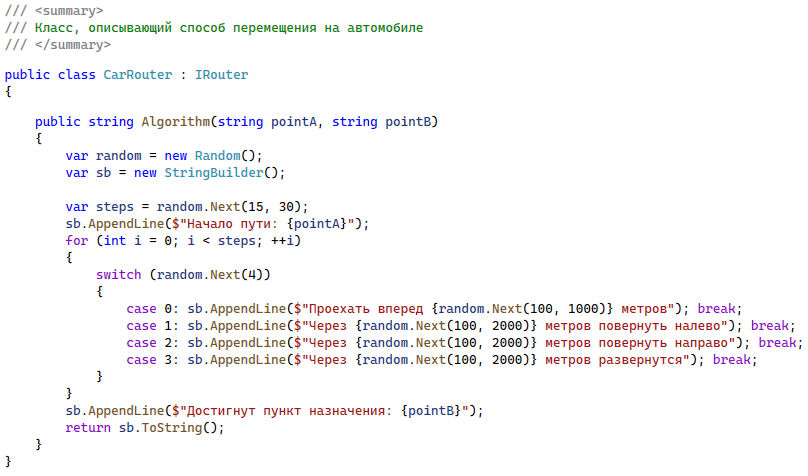 /// <summary>
/// Класс, описывающий способ перемещения на автомобиле
/// </summary>
public class CarRouter : IRouter
{
    public string Algorithm(string pointA, string pointB)
    {
        var random = new Random();
        var sb = new StringBuilder();
        var steps = random.Next(15, 30);
        sb.AppendLine($"Начало пути: {pointA}");
        for (int i = 0; i < steps; ++i)
        {
            switch (random.Next(4))
            {
                case 0: sb.AppendLine($"Проехать вперед {random.Next(100, 1000)} метров"); break;
                case 1: sb.AppendLine($"Через {random.Next(100, 2000)} метров повернуть налево"); break;
                case 2: sb.AppendLine($"Через {random.Next(100, 2000)} метров повернуть направо"); break;
                case 3: sb.AppendLine($"Через {random.Next(100, 2000)} метров развернутся"); break;
            }
        }
        sb.AppendLine($"Достигнут пункт назначения: {pointB}");
        return sb.ToString();
    }
}